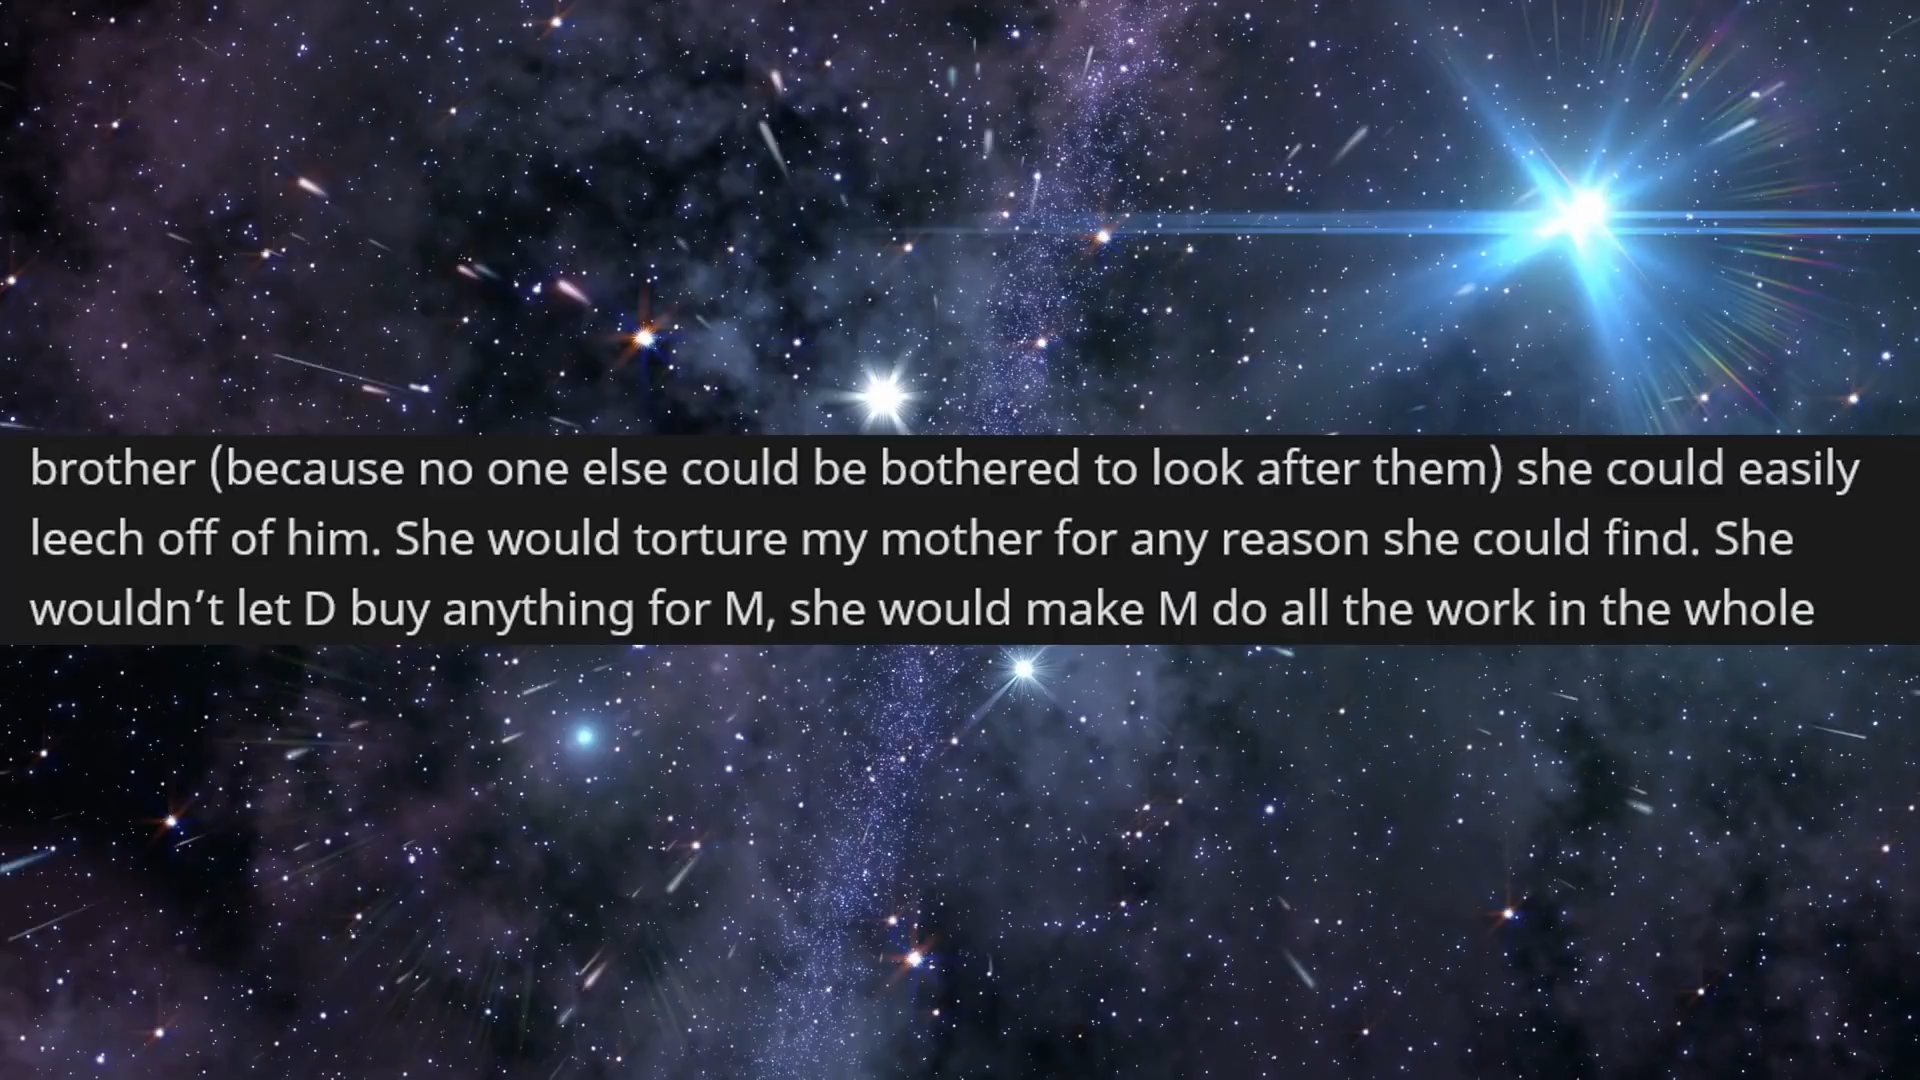 brother (because no one else could be bothered to look after them) she could easily
leech off of him. She would torture my mother for any reason she could find. She
wouldn’t let D buy anything for M, she would make M do all the work in the whole